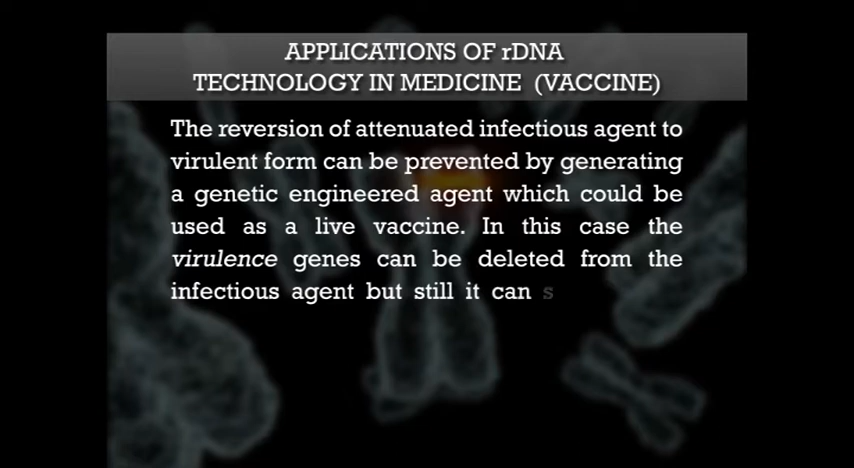 APPLICATIONS OF rDNA
TECHNOLOGY IN MEDICINE (VACCINE)
The reversion of attenuated infectious agent to
virulent form can be prevented by generating
a genetic engineered agent which could be
used as a live vaccine. In this case the
virulence genes can be deleted from the
infectious agent but still it can s